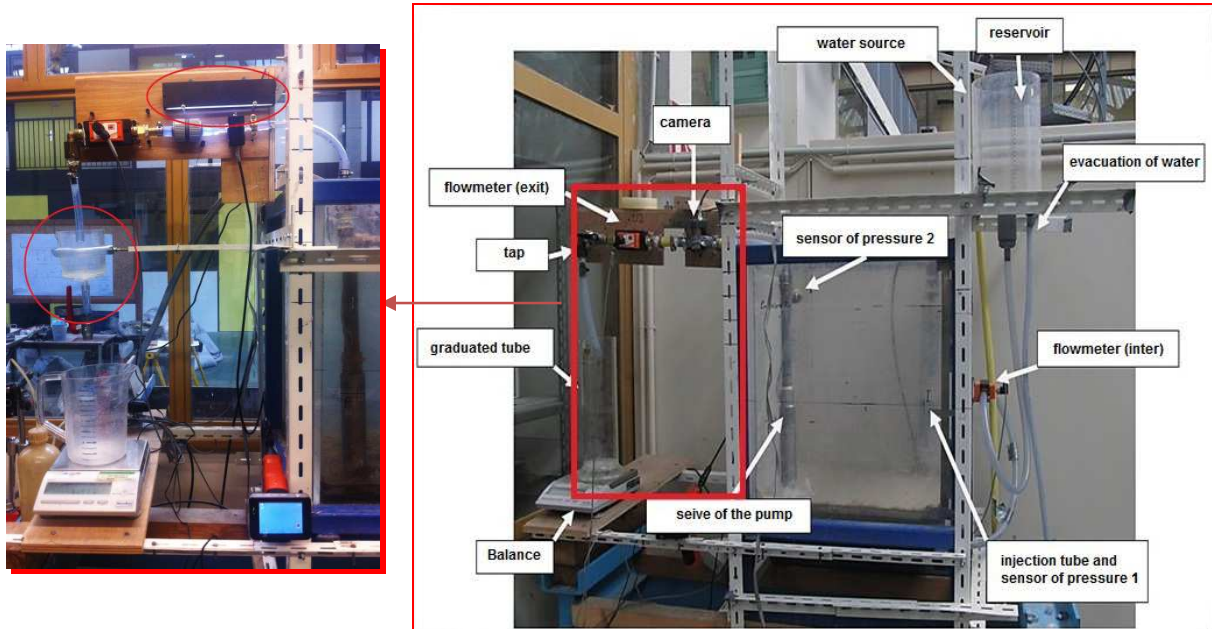 water source
reservoir
camera
evacuation of water
flowmeter (exit)
sensor of pressure 2
tap
graduated tube
flowmeter (inter)
seive of the pump
Balance
injection tube and
sensor of pressure 1